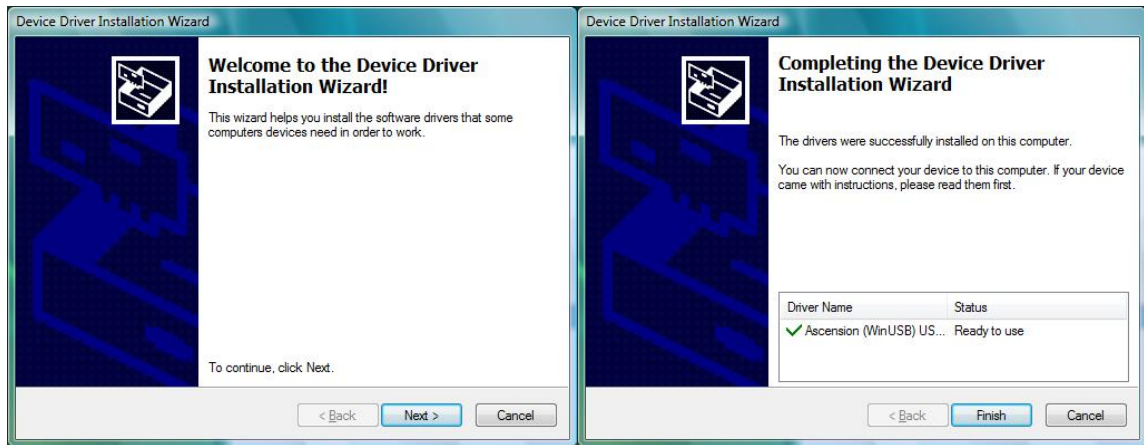 Device Driver Installation Wizard
Welcome to the Device Driver
Installation Wizard!
This wizard helps you install the software drivers that some
computers devices need in order to work.
To continue, click Next.
< Back
Next >
Cancel
Device Driver Installation Wizard
Completing the Device Driver
Installation Wizard
The drivers were successfully installed on this computer.
You can now connect your device to this computer. If your device
came with instructions, please read them first.
Driver Name Status
Ascension (WinUSB) US... Ready to use
< Back
Finish
Cancel